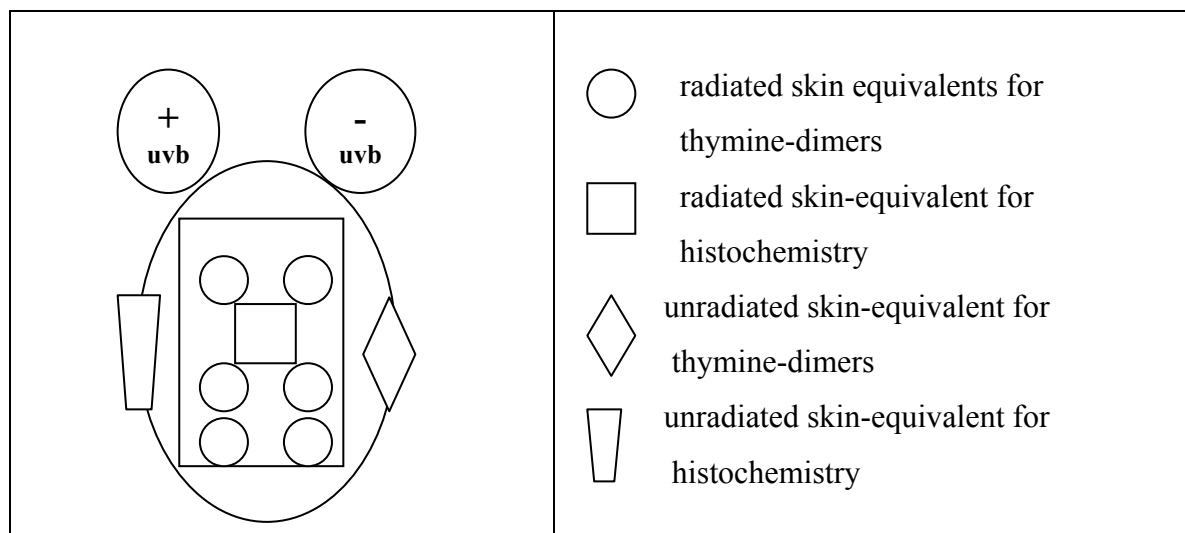 +
uvb
-
uvb
radiated skin equivalents for
thymine-dimers
radiated skin-equivalent for
histochemistry
unradiated skin-equivalent for
thymine-dimers
unradiated skin-equivalent for
histochemistry